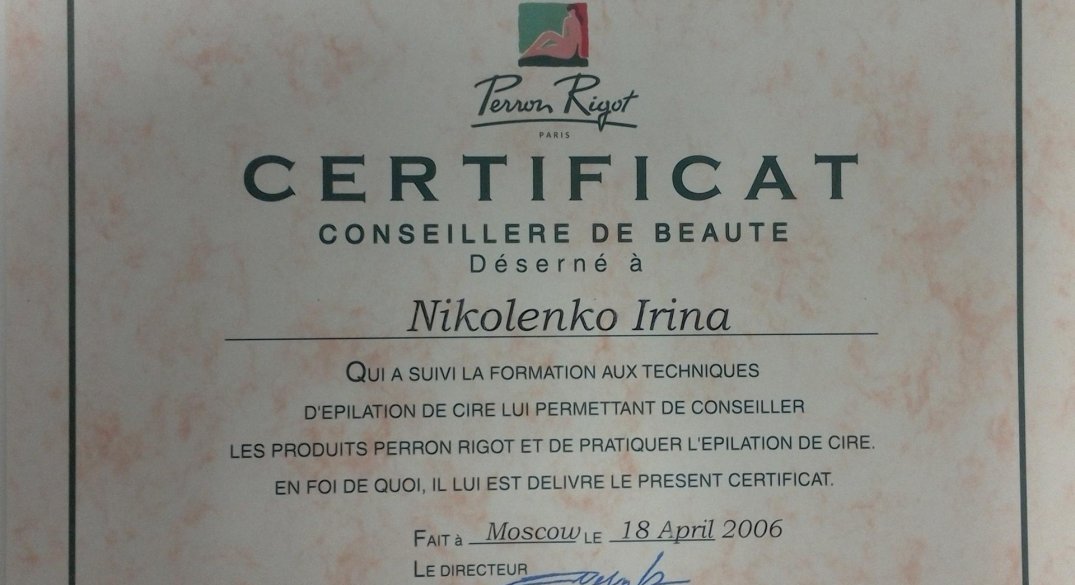 Perron Rigot
PARIS
CERTIFICAT
CONSEILLERE DE BEAUTE
Déserné à
Nikolenko Irina
QUI A SUIVI LA FORMATION AUX TECHNIQUES
D'EPILATION DE CIRE LUI PERMETTANT DE CONSEILLER
LES PRODUITS PERRON RIGOT ET DE PRATIQUER L'EPILATION DE CIRE.
EN FOI DE QUOI, IL LUI EST DELIVRE LE PRESENT CERTIFICAT.
FAIT à Moscow LE 18 April 2006
LE DIRECTEUR